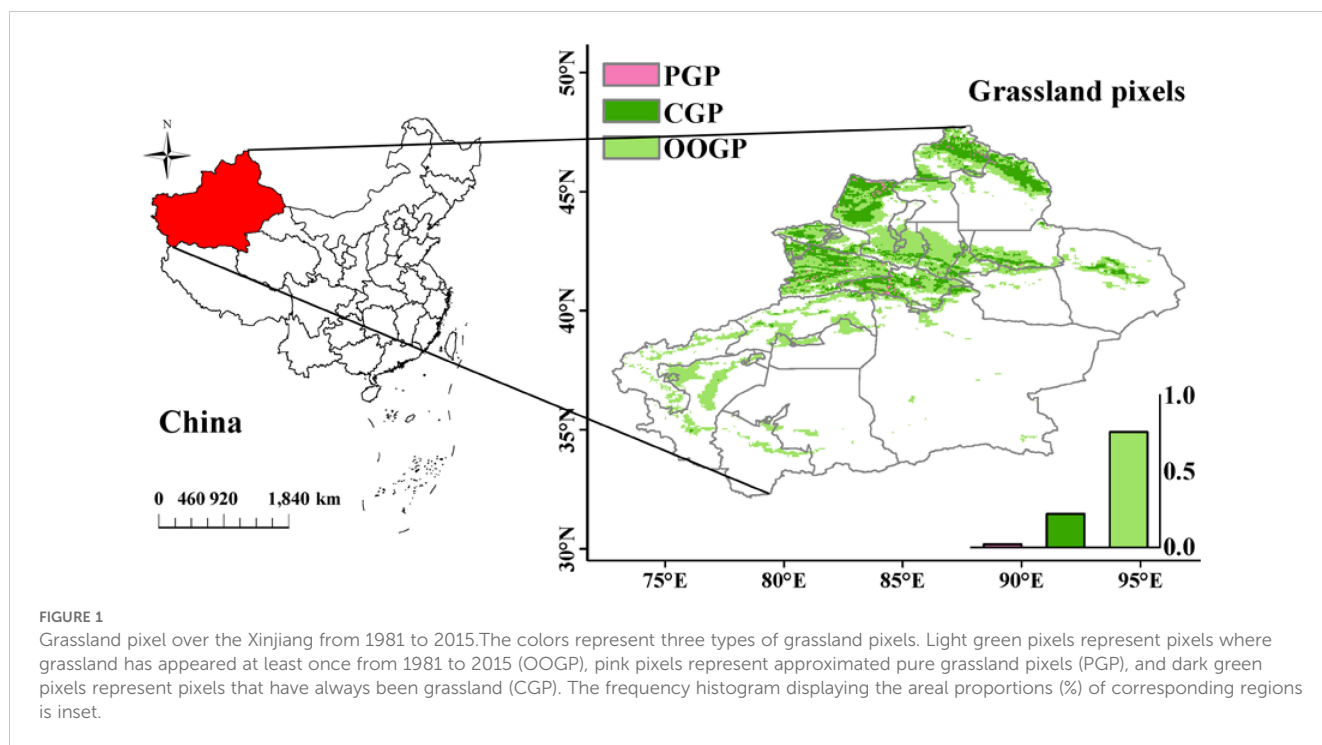 N
China
0 460 920 1,840 km
PGP
CGP
OOGP
Grassland pixels
50°N
45°N
40°N
35°N
30°N
75°E 80°E 85°E 90°E 95°E
1.0
0.5
0.0
FIGURE 1
Grassland pixel over the Xinjiang from 1981 to 2015.The colors represent three types of grassland pixels. Light green pixels represent pixels where
grassland has appeared at least once from 1981 to 2015 (OOGP), pink pixels represent approximated pure grassland pixels (PGP), and dark green
pixels represent pixels that have always been grassland (CGP). The frequency histogram displaying the areal proportions (%) of corresponding regions
is inset.